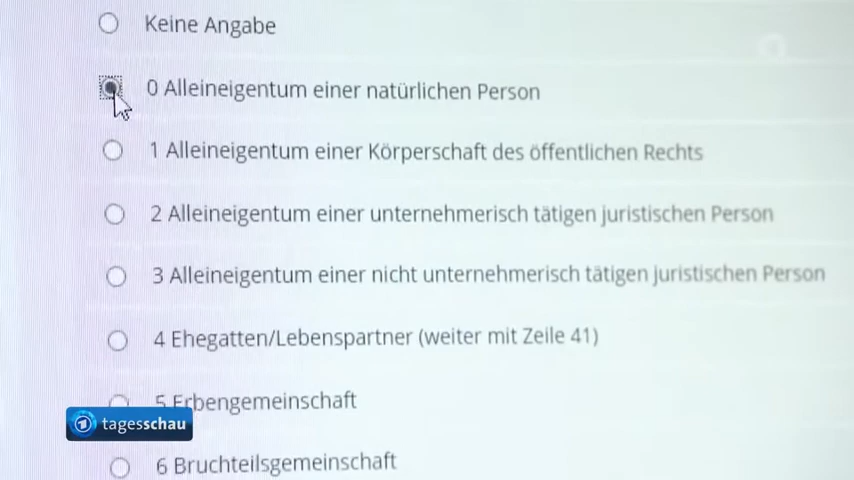 Keine Angabe
0 Alleineigentum einer natürlichen Person
1 Alleineigentum einer Körperschaft des öffentlichen Rechts
2 Alleineigentum einer unternehmerisch tätigen juristischen Person
3 Alleineigentum einer nicht unternehmerisch tätigen juristischen Person
4 Ehegatten/Lebenspartner (weiter mit Zeile 41)
5 Erbengemeinschaft
tagesschau
6 Bruchteilsgemeinschaft